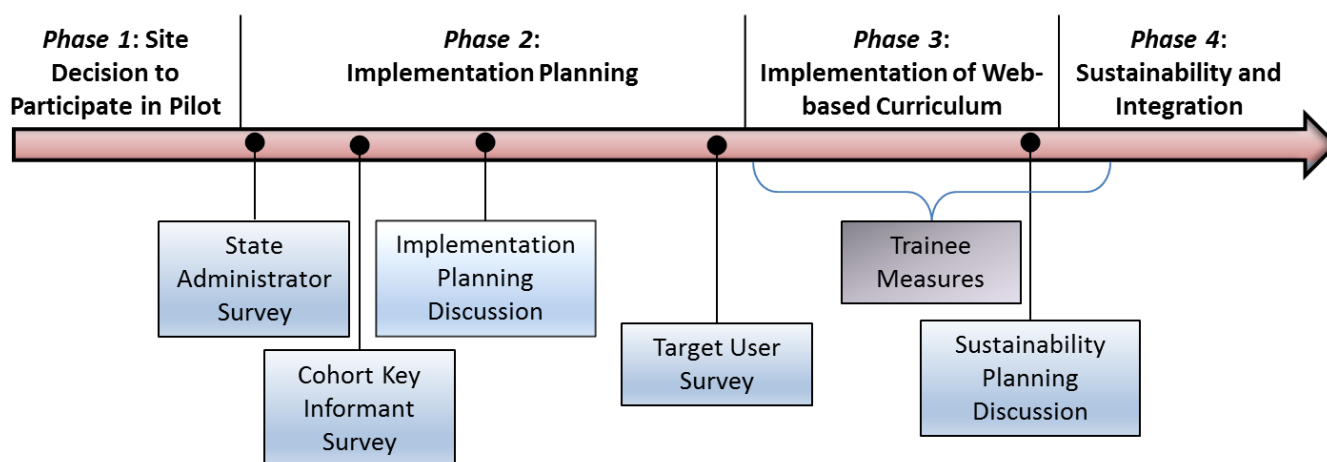 Phase 1: Site
Decision to
Participate in Pilot
Phase 2:
Implementation Planning
Phase 3:
Implementation of Web-
based Curriculum
Phase 4:
Sustainability and
Integration
State
Administrator
Survey
Cohort Key
Informant
Survey
Implementation
Planning
Discussion
Target User
Survey
Trainee
Measures
Sustainability
Planning
Discussion